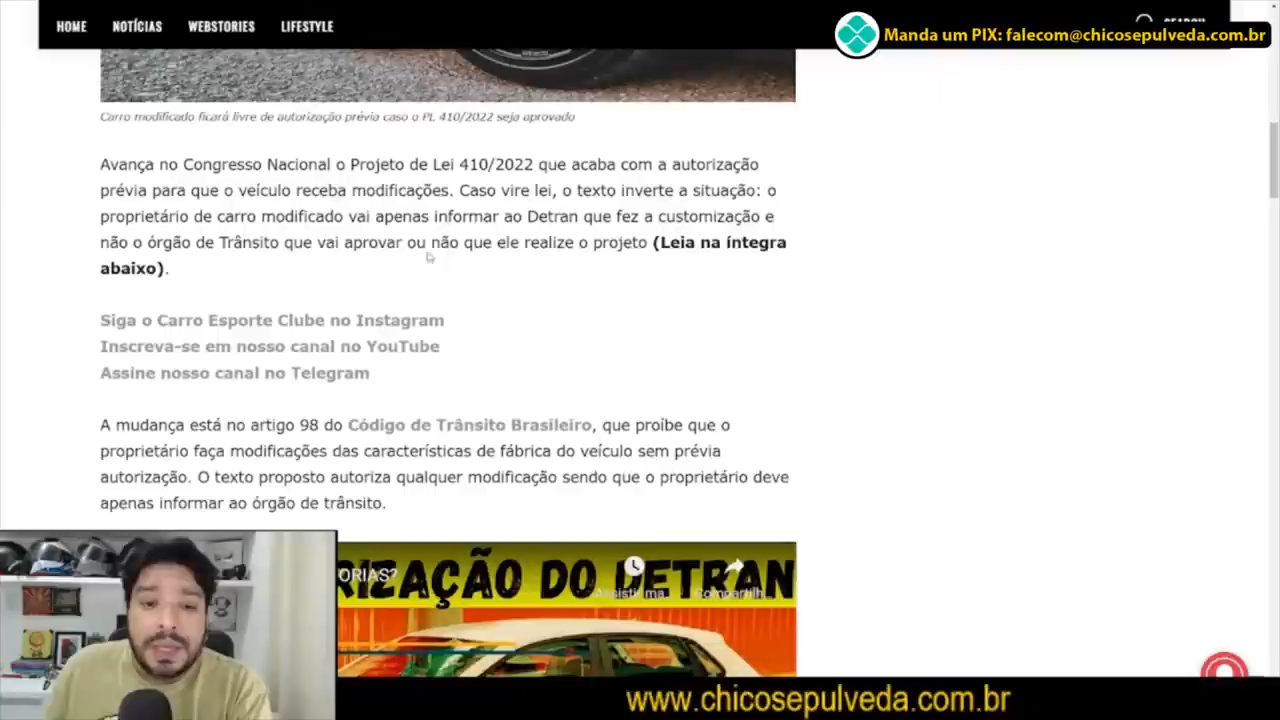 HOME NOTÍCIAS WEBSTORIES LIFESTYLE
SEARCH
Manda um PIX: falecom@chicosepulveda.com.br
Carro modificado ficará livre de autorização prévia caso o PL 410/2022 seja aprovado
Avança no Congresso Nacional o Projeto de Lei 410/2022 que acaba com a autorização
prévia para que o veículo receba modificações. Caso vire lei, o texto inverte a situação: o
proprietário de carro modificado vai apenas informar ao Detran que fez a customização e
não o órgão de Trânsito que vai aprovar ou não que ele realize o projeto (Leia na íntegra
abaixo).
Siga o Carro Esporte Clube no Instagram
Inscreva-se em nosso canal no YouTube
Assine nosso canal no Telegram
A mudança está no artigo 98 do Código de Trânsito Brasileiro, que proíbe que o
proprietário faça modificações das características de fábrica do veículo sem prévia
autorização. O texto proposto autoriza qualquer modificação sendo que o proprietário deve
apenas informar ao órgão de trânsito.
RIZAÇÃO DO DETRAN
ORIAS?
Assistir ma... Compartilh...
www.chicosepulveda.com.br